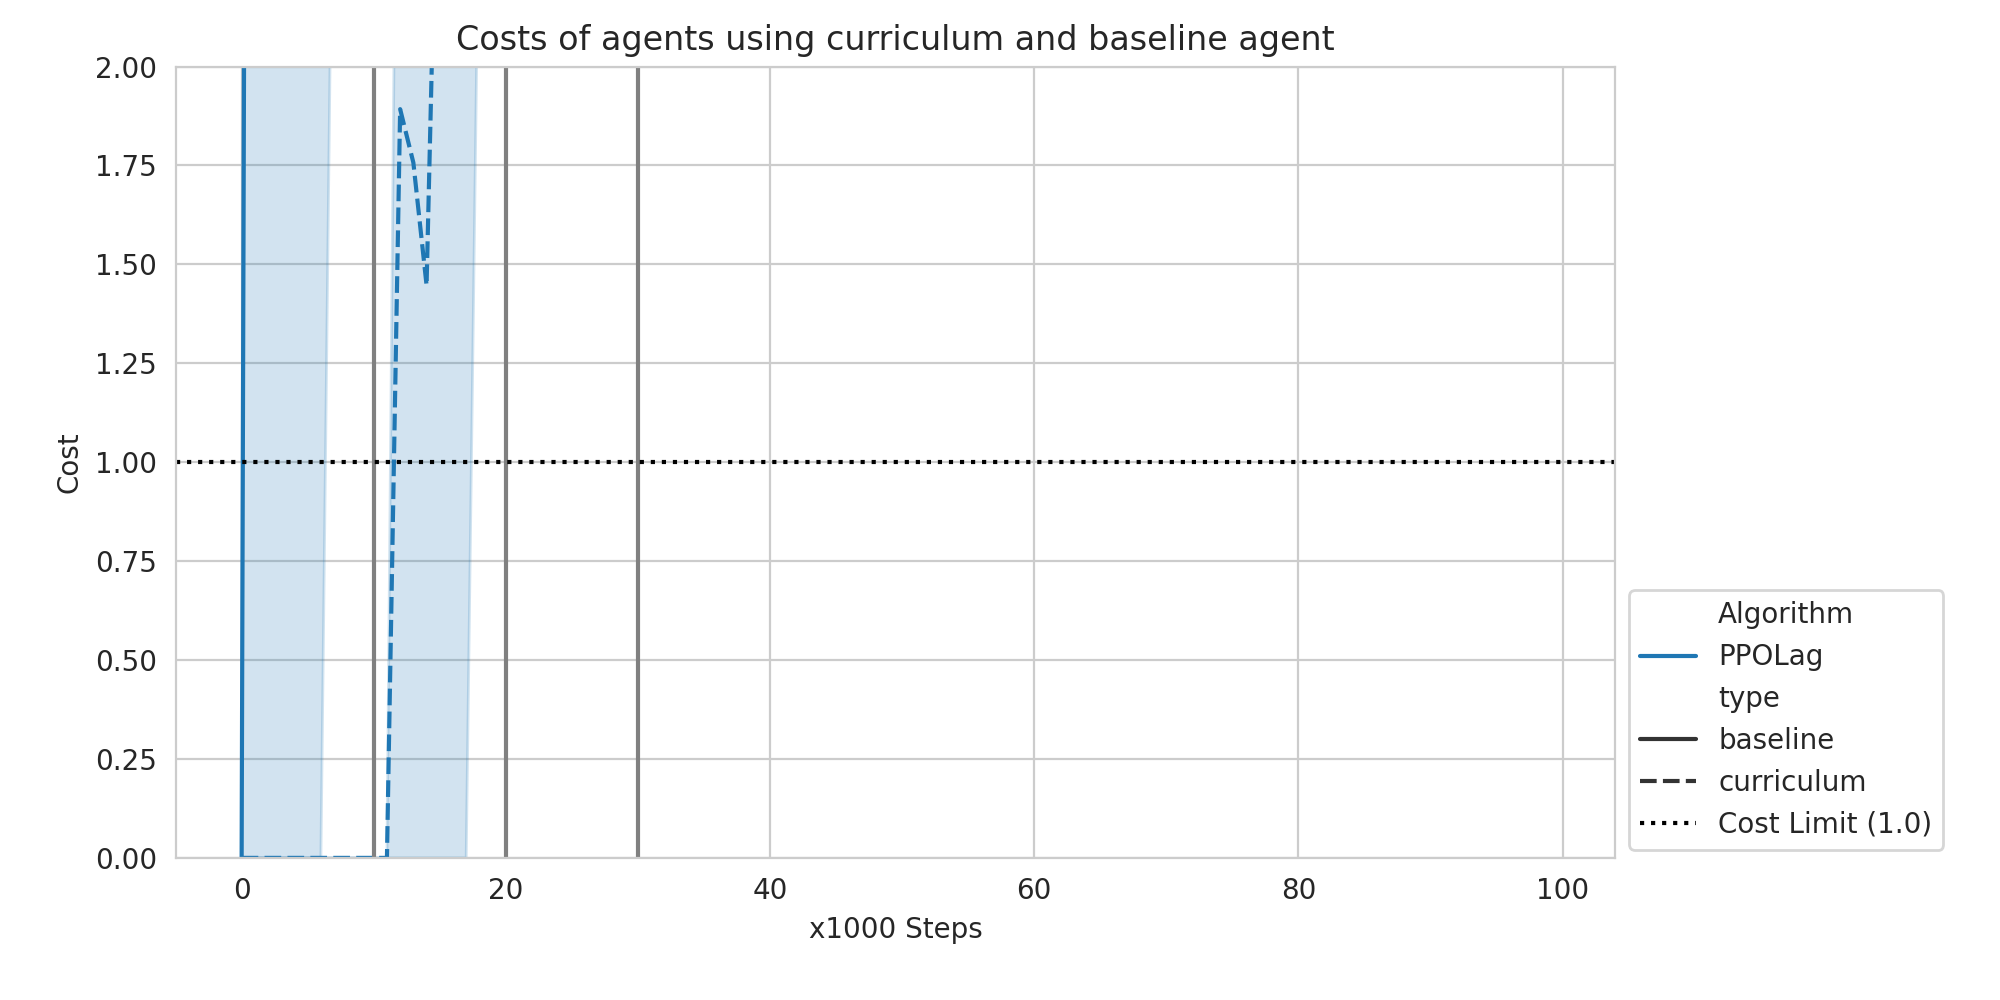 Costs of agents using curriculum and baseline agent
2.00
1.75
1.50
1.25
1.00
0.75
0.50
0.25
0.00
Cost
0 20 40 60 80 100
x1000 Steps
Algorithm
PPOLag
type
baseline
curriculum
Cost Limit (1.0)